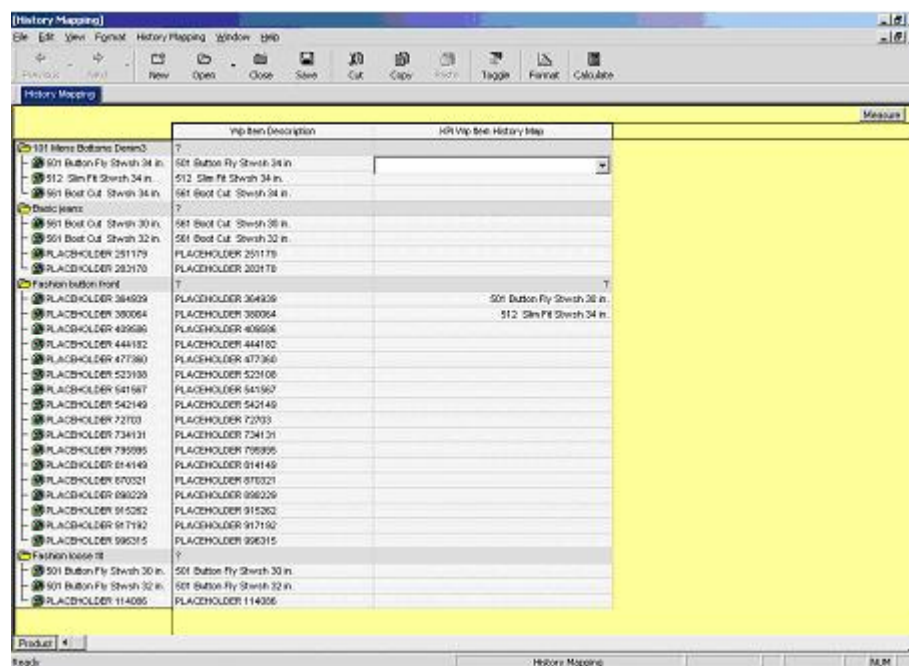 [History Mapping]
File Edit View Format History Mapping Window Help
Previous Next New Open Close Save Cut Copy Paste Toggle Format Calculate
History Mapping
Measure
Wp Item Description KPI Wp Item History Map
101 Mens Bottoms Denim3 ?
501 Button Fly Stwsh 34 in. 501 Button Fly Stwsh 34 in.
512 Slim Fit Stwsh 34 in. 512 Slim Fit Stwsh 34 in.
561 Boot Cut Stwsh 34 in. 561 Boot Cut Stwsh 34 in.
Basic jeans ?
561 Boot Cut Stwsh 30 in. 561 Boot Cut Stwsh 30 in.
561 Boot Cut Stwsh 32 in. 561 Boot Cut Stwsh 32 in.
PLACEHOLDER 251179 PLACEHOLDER 251179
PLACEHOLDER 283178 PLACEHOLDER 283178
Fashion button front ? ?
PLACEHOLDER 364939 PLACEHOLDER 364939 501 Button Fly Stwsh 30 in.
PLACEHOLDER 380064 PLACEHOLDER 380064 512 Slim Fit Stwsh 34 in.
PLACEHOLDER 409586 PLACEHOLDER 409586
PLACEHOLDER 444182 PLACEHOLDER 444182
PLACEHOLDER 477360 PLACEHOLDER 477360
PLACEHOLDER 523108 PLACEHOLDER 523108
PLACEHOLDER 541567 PLACEHOLDER 541567
PLACEHOLDER 542149 PLACEHOLDER 542149
PLACEHOLDER 72703 PLACEHOLDER 72703
PLACEHOLDER 734131 PLACEHOLDER 734131
PLACEHOLDER 795995 PLACEHOLDER 795995
PLACEHOLDER 814149 PLACEHOLDER 814149
PLACEHOLDER 870321 PLACEHOLDER 870321
PLACEHOLDER 898229 PLACEHOLDER 898229
PLACEHOLDER 915262 PLACEHOLDER 915262
PLACEHOLDER 917192 PLACEHOLDER 917192
PLACEHOLDER 996315 PLACEHOLDER 996315
Fashion loose fit ?
501 Button Fly Stwsh 30 in. 501 Button Fly Stwsh 30 in.
501 Button Fly Stwsh 32 in. 501 Button Fly Stwsh 32 in.
PLACEHOLDER 114086 PLACEHOLDER 114086
Product
Ready History Mapping NUM